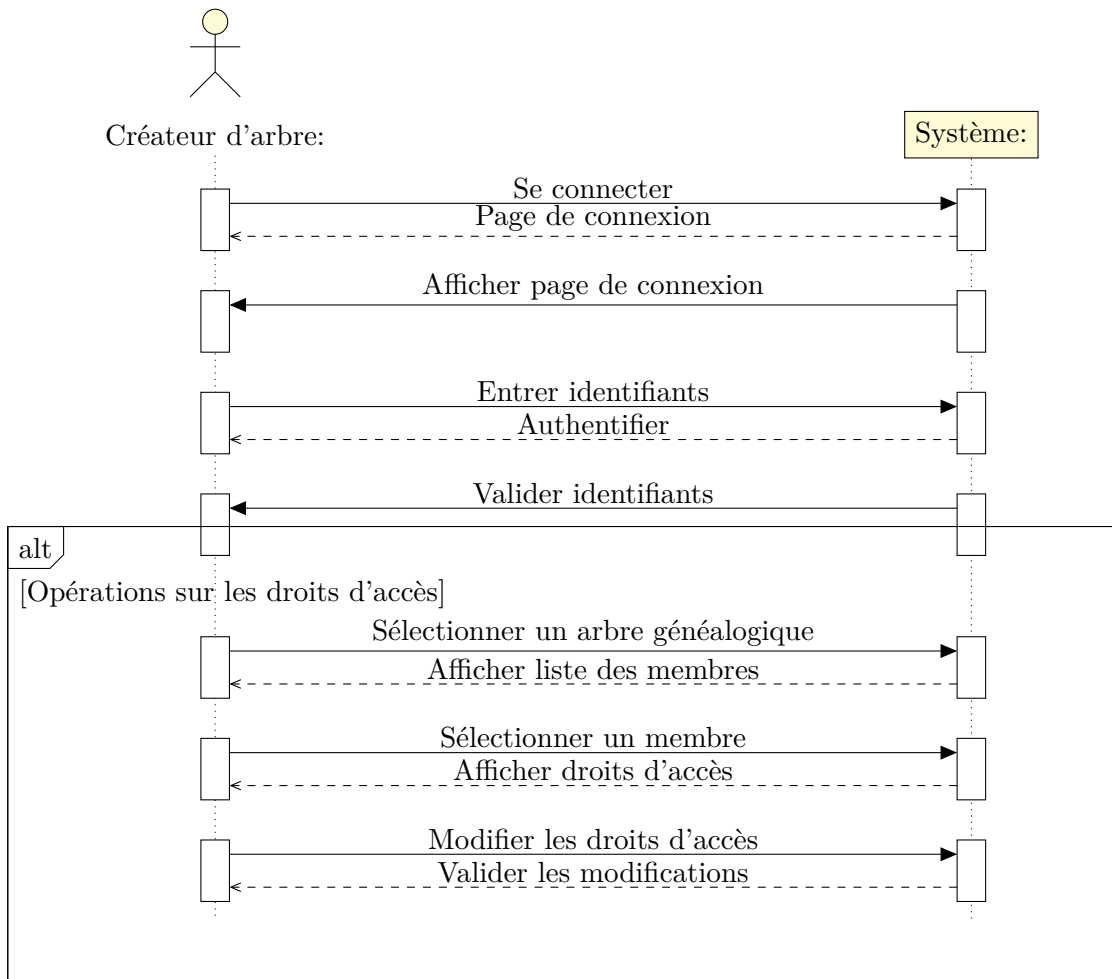 Créateur d'arbre:
Système:
Se connecter
Page de connexion
Afficher page de connexion
Entrer identifiants
Authentifier
Valider identifiants
alt
[Opérations sur les droits d'accès]
Sélectionner un arbre généalogique
Afficher liste des membres
Sélectionner un membre
Afficher droits d'accès
Modifier les droits d'accès
Valider les modifications